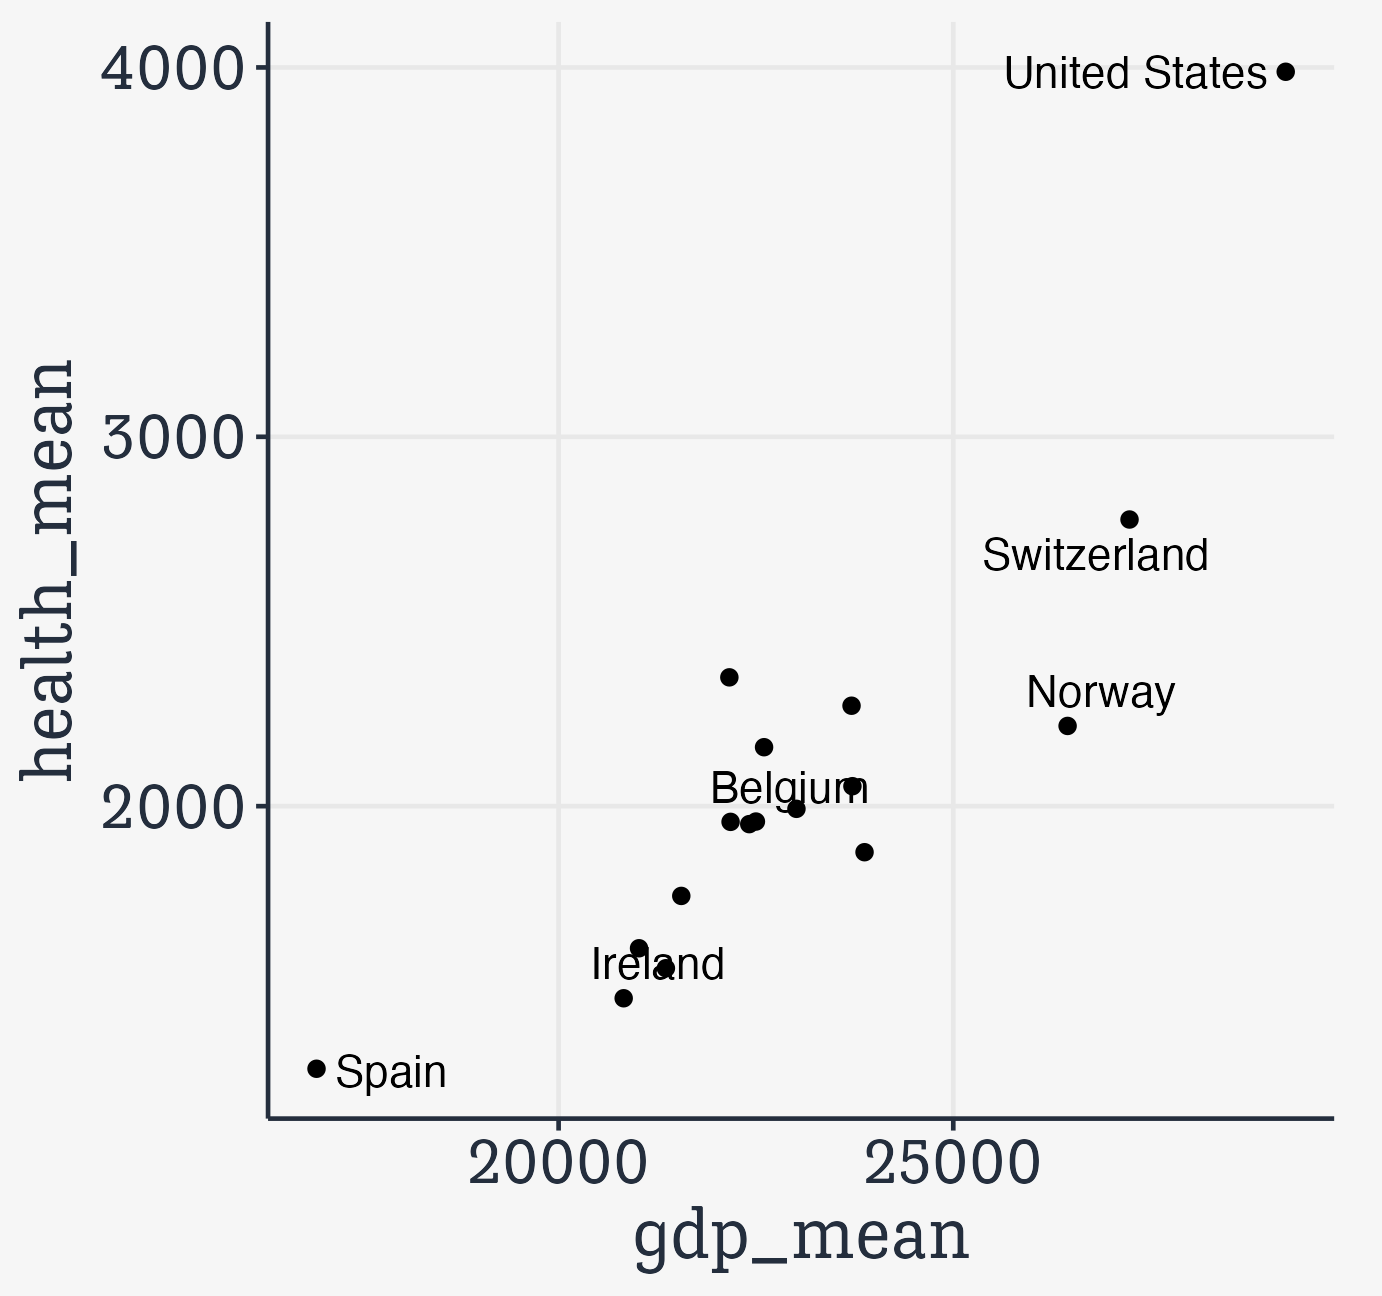 4000
3000
2000
health_mean
United States
Switzerland
Norway
Belgium
Ireland
Spain
20000
25000
gdp_mean